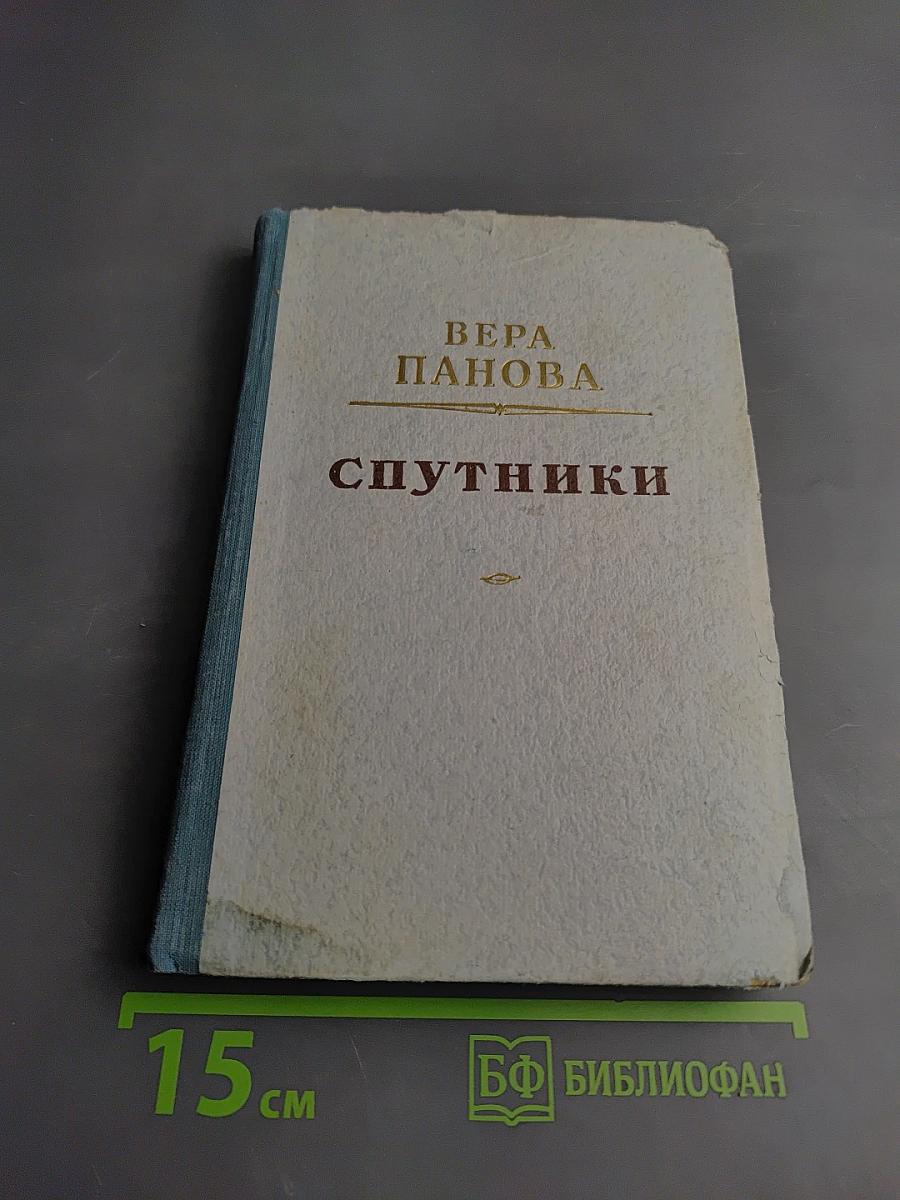 ВЕРА
ПАНОВА
СПУТНИКИ
15 см
БФ БИБЛИОФАН